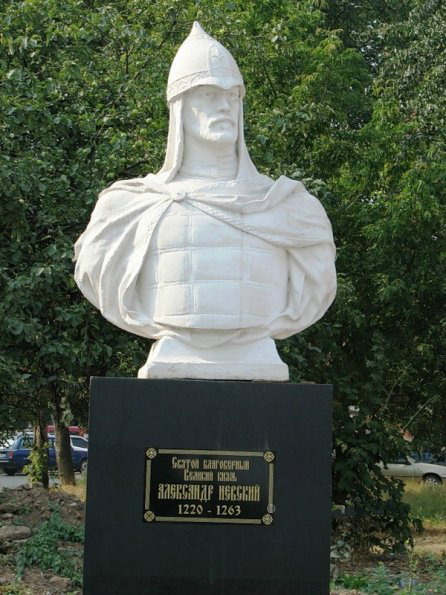 Святой благоверный
Великий князь
АЛЕКСАНДР НЕВСКИЙ
1220 - 1263